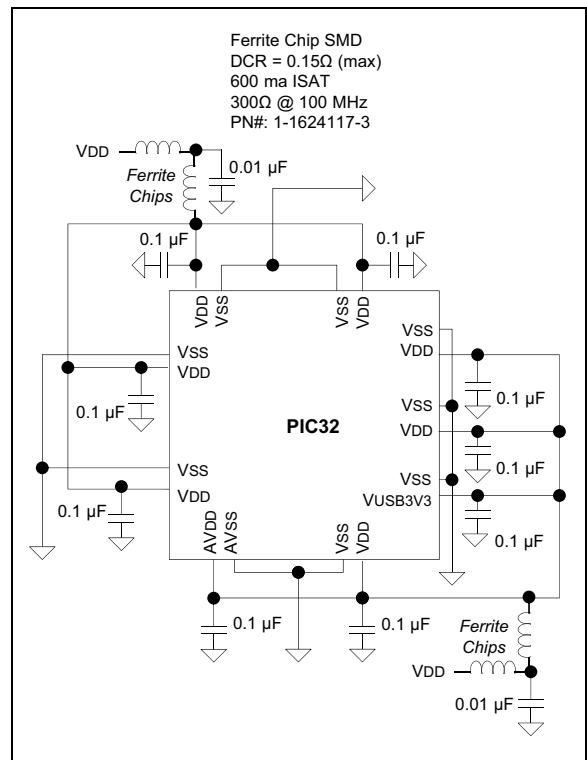 Ferrite Chip SMD
DCR = 0.15Ω (max)
600 ma ISAT
300Ω @ 100 MHz
PN#: 1-1624117-3
VDD
0.01 µF
Ferrite
Chips
0.1 µF
0.1 µF
VDD
VSS
VSS
VDD
VSS
VDD
0.1 µF
VSS
VDD
0.1 µF
PIC32
VSS
VDD
0.1 µF
VSS
VDD
0.1 µF
VSS
VUSB3V3
0.1 µF
AVDD
AVSS
VSS
VDD
0.1 µF
0.1 µF
Ferrite
Chips
VDD
0.01 µF